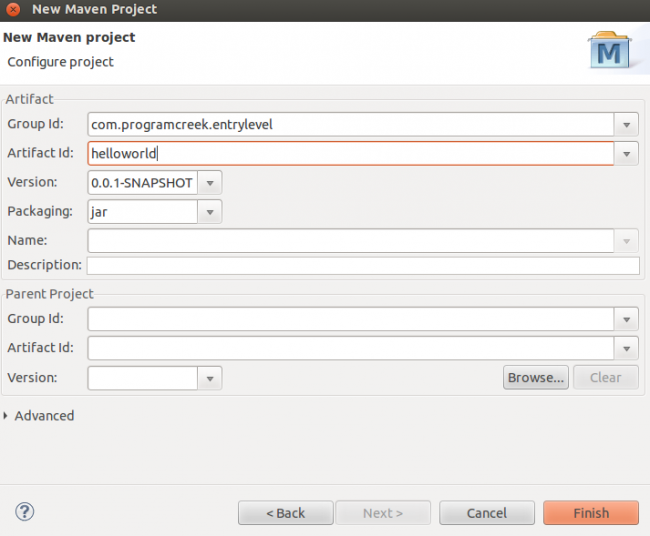 New Maven Project
New Maven project
Configure project
M
Artifact
Group Id: com.programcreek.entrylevel
Artifact Id: helloworld
Version: 0.0.1-SNAPSHOT
Packaging: jar
Name:
Description:
Parent Project
Group Id:
Artifact Id:
Version:
Browse... Clear
Advanced
? < Back Next > Cancel Finish